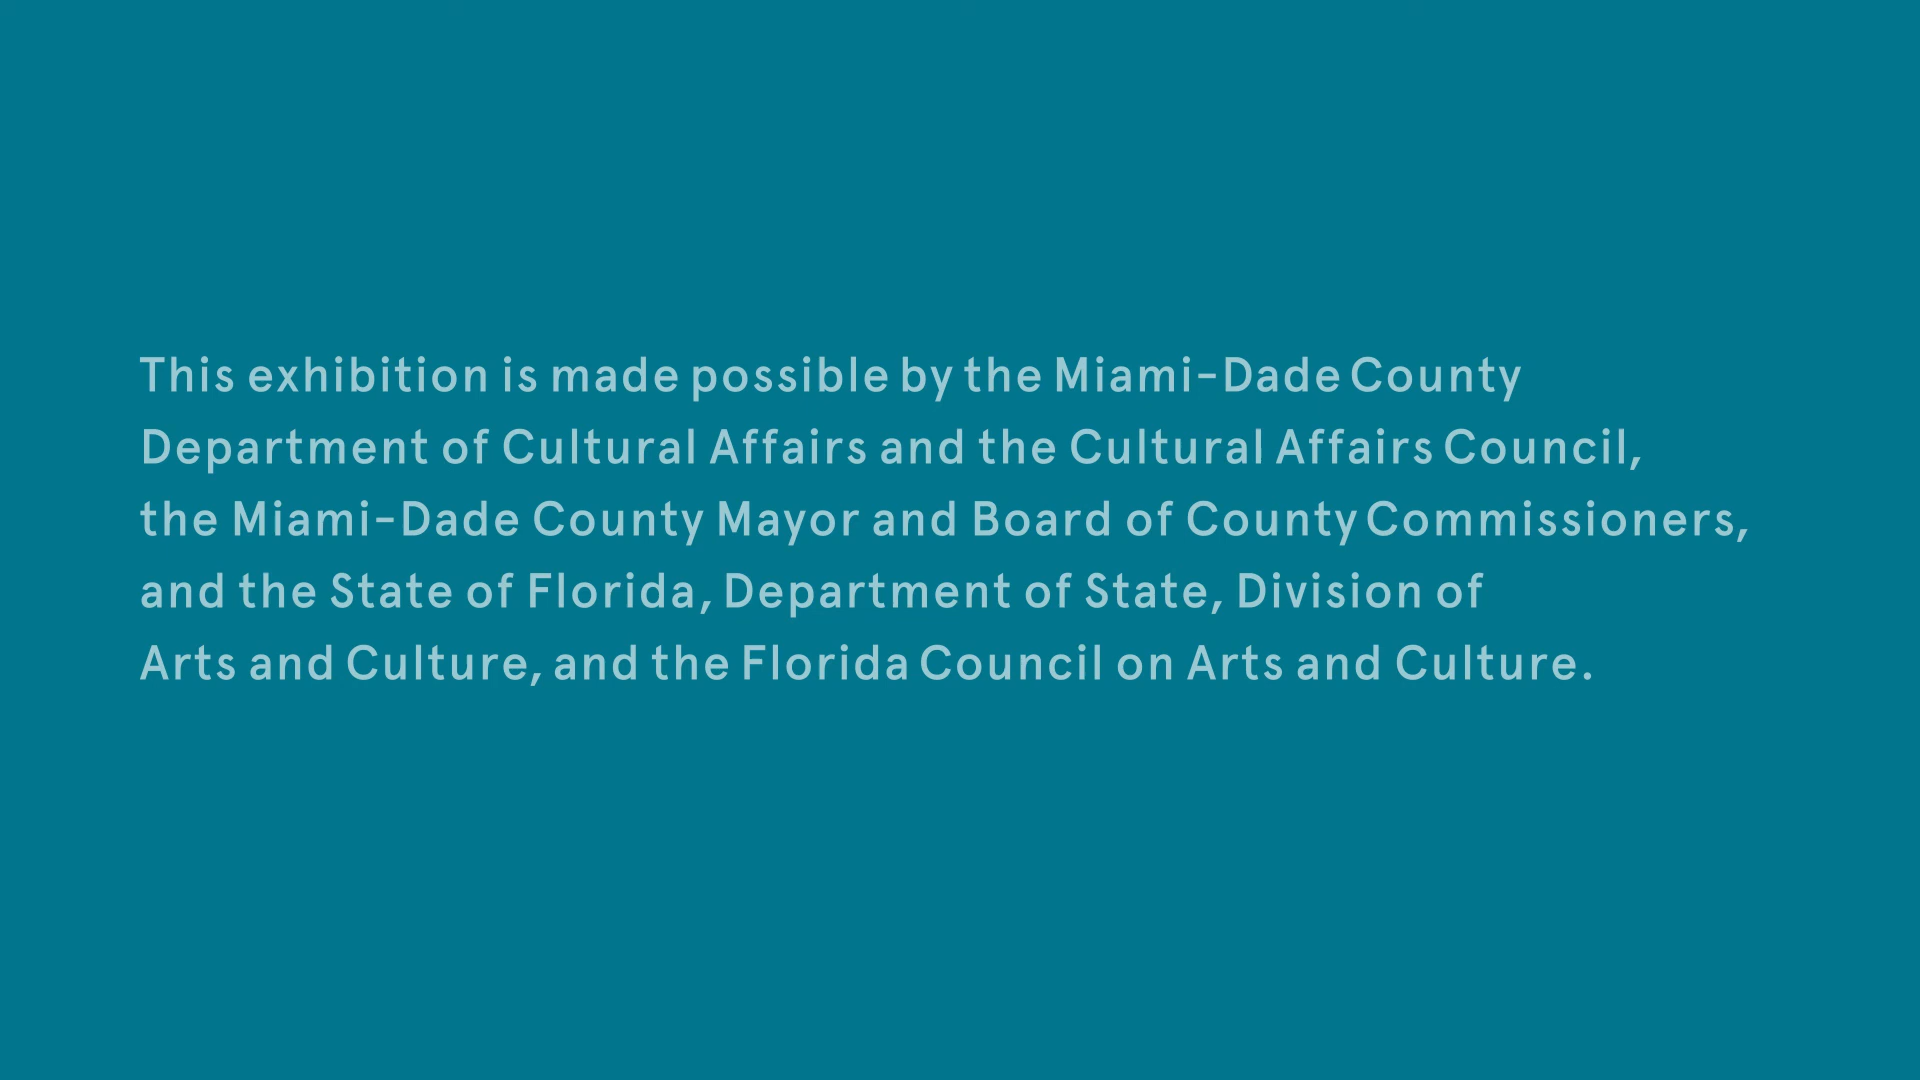 This exhibition is made possible by the Miami-Dade County
Department of Cultural Affairs and the Cultural Affairs Council,
the Miami-Dade County Mayor and Board of County Commissioners,
and the State of Florida, Department of State, Division of
Arts and Culture, and the Florida Council on Arts and Culture.